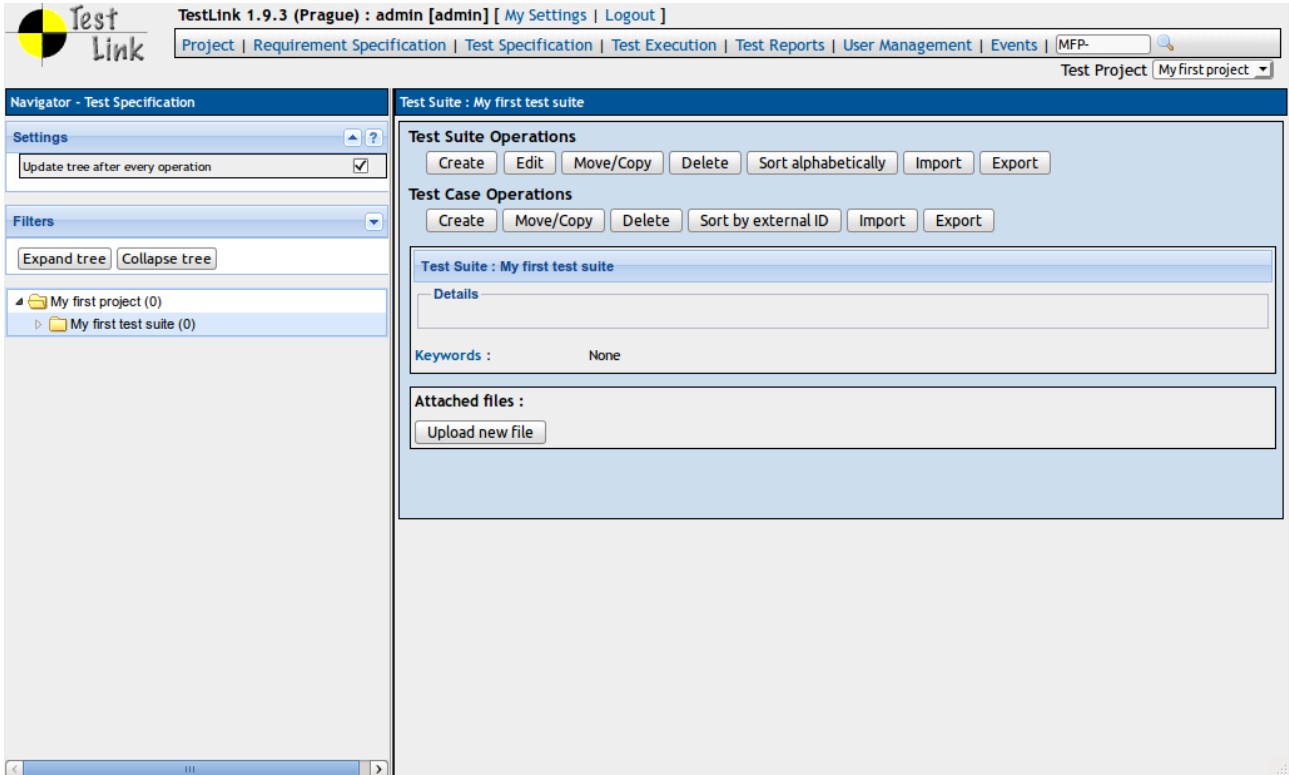 Test
Link
TestLink 1.9.3 (Prague) : admin [admin] [ My Settings | Logout ]
Project | Requirement Specification | Test Specification | Test Execution | Test Reports | User Management | Events | MFP-
Test Project My first project
Navigator - Test Specification
Settings ?
Update tree after every operation
Filters
Expand tree Collapse tree
My first project (0)
My first test suite (0)
Test Suite : My first test suite
Test Suite Operations
Create Edit Move/Copy Delete Sort alphabetically Import Export
Test Case Operations
Create Move/Copy Delete Sort by external ID Import Export
Test Suite : My first test suite
Details
Keywords : None
Attached files :
Upload new file